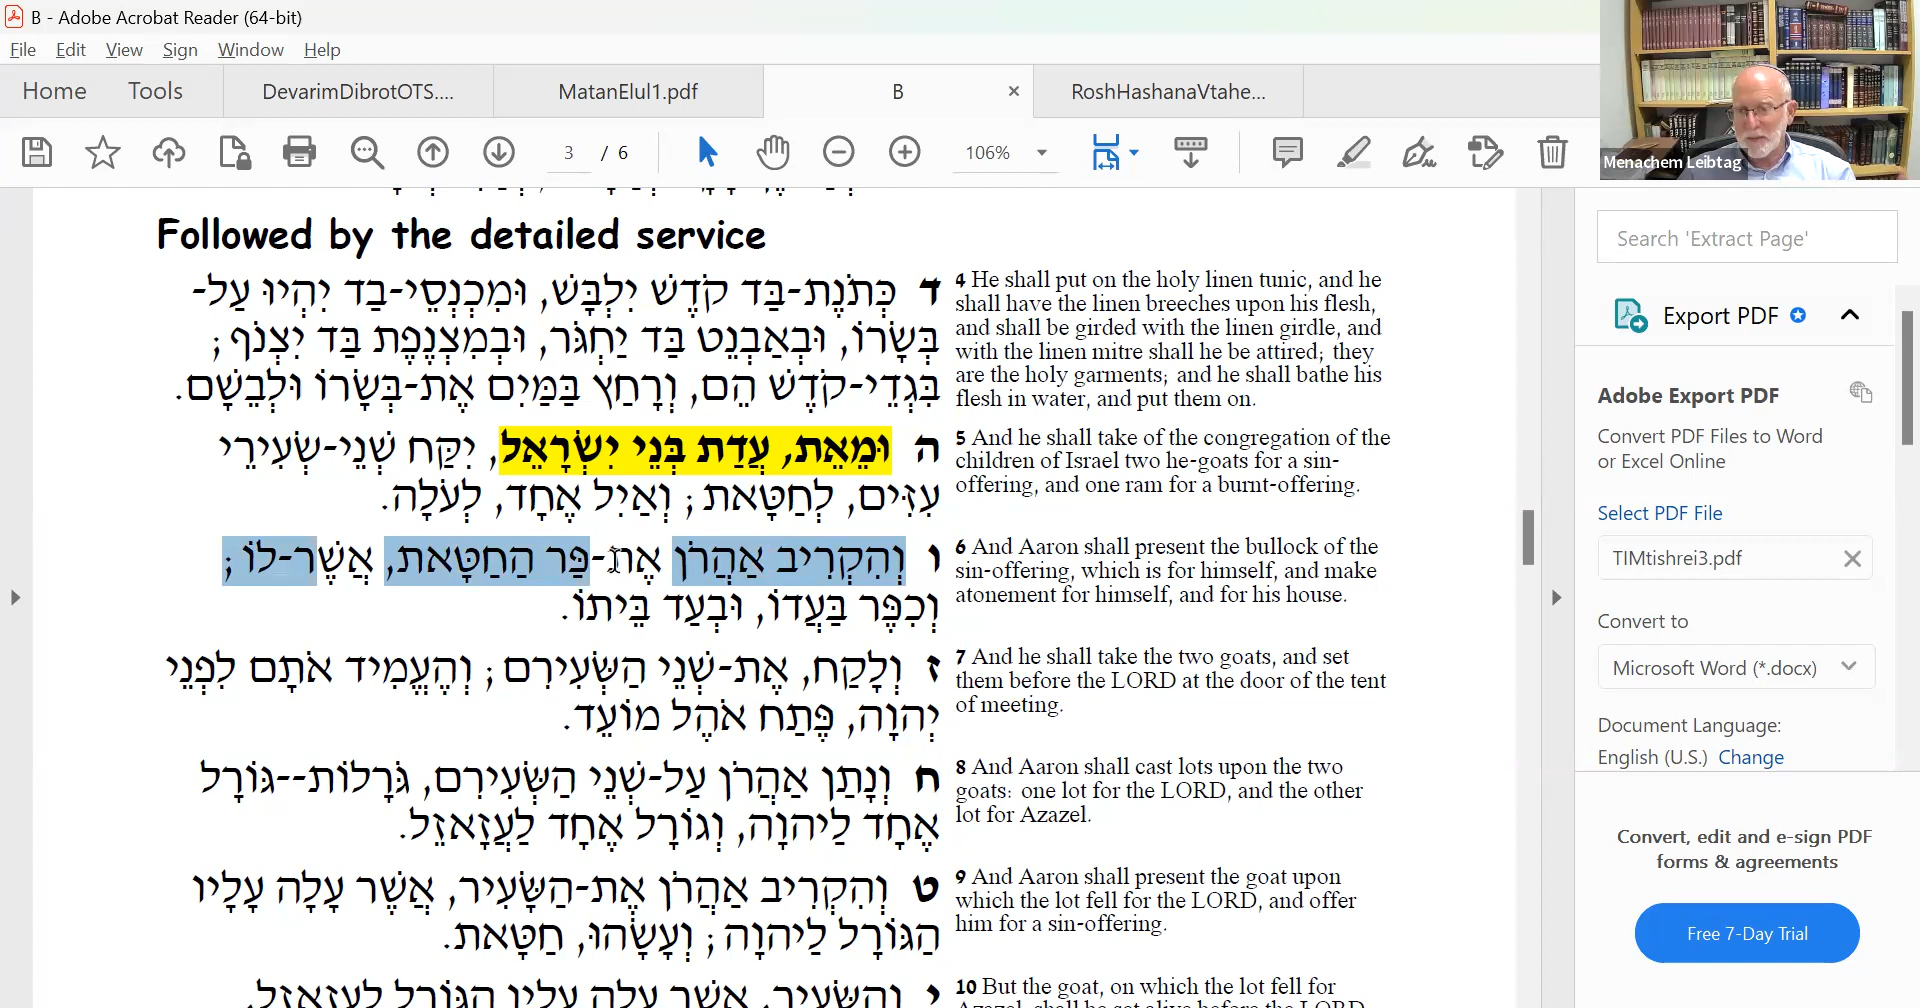 B - Adobe Acrobat Reader (64-bit)
File Edit View Sign Window Help
Home Tools DevarimDibrotOTS.... MatanElul1.pdf B × RoshHashanaVtahe...
3 / 6 106%
Menachem Leibtag
Followed by the detailed service
ד כְּתֹנֶת-בַּד קֹדֶשׁ יִלְבָּשׁ, וּמִכְנְסֵי-בַד יִהְיוּ עַל-
בְּשָׂרוֹ, וּבְאַבְנֵט בַּד יַחְגֹּר, וּבְמִצְנֶפֶת בַּד יִצְנֹף;
בִּגְדֵי-קֹדֶשׁ הֵם, וְרָחַץ בַּמַּיִם אֶת-בְּשָׂרוֹ וּלְבֵשָׁם.
4 He shall put on the holy linen tunic, and he
shall have the linen breeches upon his flesh,
and shall be girded with the linen girdle, and
with the linen mitre shall he be attired; they
are the holy garments; and he shall bathe his
flesh in water, and put them on.
ה וּמֵאֵת, עֲדַת בְּנֵי יִשְׂרָאֵל, יִקַּח שְׁנֵי-שְׂעִירֵי
עִזִּים, לְחַטָּאת; וְאַיִל אֶחָד, לְעֹלָה.
5 And he shall take of the congregation of the
children of Israel two he-goats for a sin-
offering, and one ram for a burnt-offering.
ו וְהִקְרִיב אַהֲרֹן אֶת-פַּר הַחַטָּאת, אֲשֶׁר-לוֹ;
וְכִפֶּר בַּעֲדוֹ, וּבְעַד בֵּיתוֹ.
6 And Aaron shall present the bullock of the
sin-offering, which is for himself, and make
atonement for himself, and for his house.
ז וְלָקַח, אֶת-שְׁנֵי הַשְּׂעִירִם; וְהֶעֱמִיד אֹתָם לִפְנֵי
יְהוָה, פֶּתַח אֹהֶל מוֹעֵד.
7 And he shall take the two goats, and set
them before the LORD at the door of the tent
of meeting.
ח וְנָתַן אַהֲרֹן עַל-שְׁנֵי הַשְּׂעִירִם, גֹּרָלוֹת--גּוֹרָל
אֶחָד לַיהוָה, וְגוֹרָל אֶחָד לַעֲזָאזֵל.
8 And Aaron shall cast lots upon the two
goats: one lot for the LORD, and the other
lot for Azazel.
ט וְהִקְרִיב אַהֲרֹן אֶת-הַשָּׂעִיר, אֲשֶׁר עָלָה עָלָיו
הַגּוֹרָל לַיהוָה; וְעָשָׂהוּ, חַטָּאת.
9 And Aaron shall present the goat upon
which the lot fell for the LORD, and offer
him for a sin-offering.
י וְהַשָּׂעִיר, אֲשֶׁר עָלָה עָלָיו הַגּוֹרָל לַעֲזָאזֵל,
10 But the goat, on which the lot fell for
Azazel, shall be set alive before the LORD
Search 'Extract Page'
Export PDF
Adobe Export PDF
Convert PDF Files to Word
or Excel Online
Select PDF File
TIMtishrei3.pdf
Convert to
Microsoft Word (*.docx)
Document Language:
English (U.S.) Change
Convert, edit and e-sign PDF
forms & agreements
Free 7-Day Trial